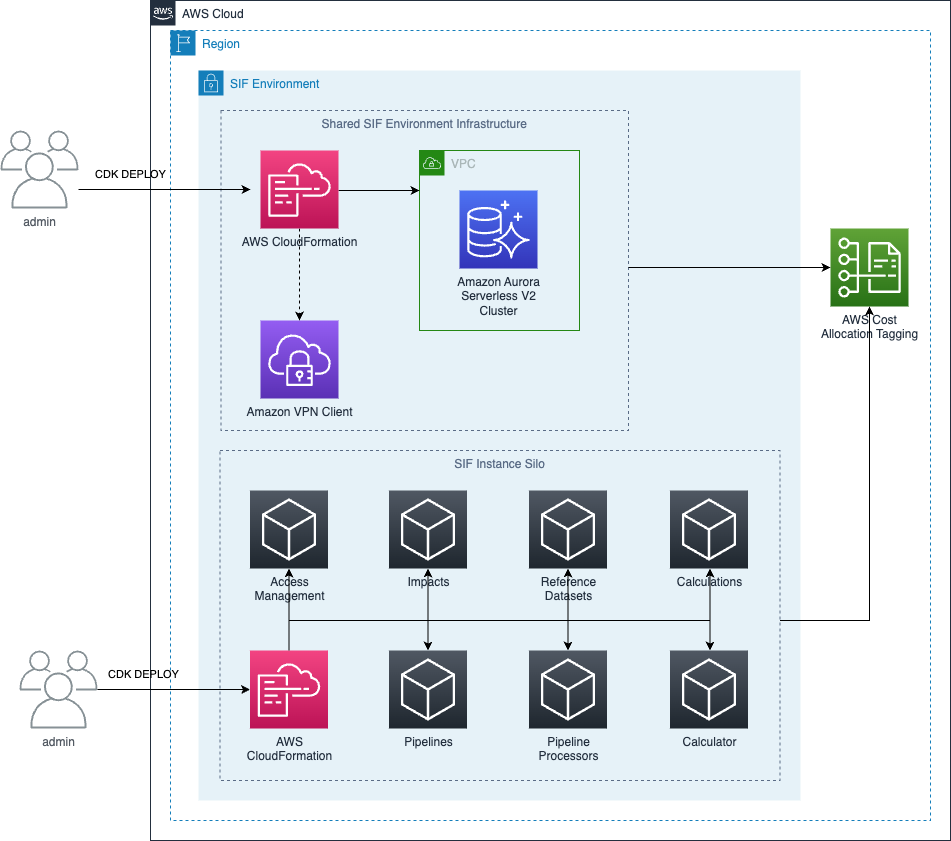 aws
AWS Cloud
Region
SIF Environment
Shared SIF Environment Infrastructure
VPC
CDK DEPLOY
admin
AWS CloudFormation
Amazon Aurora
Serverless V2
Cluster
AWS Cost
Allocation Tagging
Amazon VPN Client
SIF Instance Silo
Access
Management
Impacts
Reference
Datasets
Calculations
CDK DEPLOY
admin
AWS
CloudFormation
Pipelines
Pipeline
Processors
Calculator